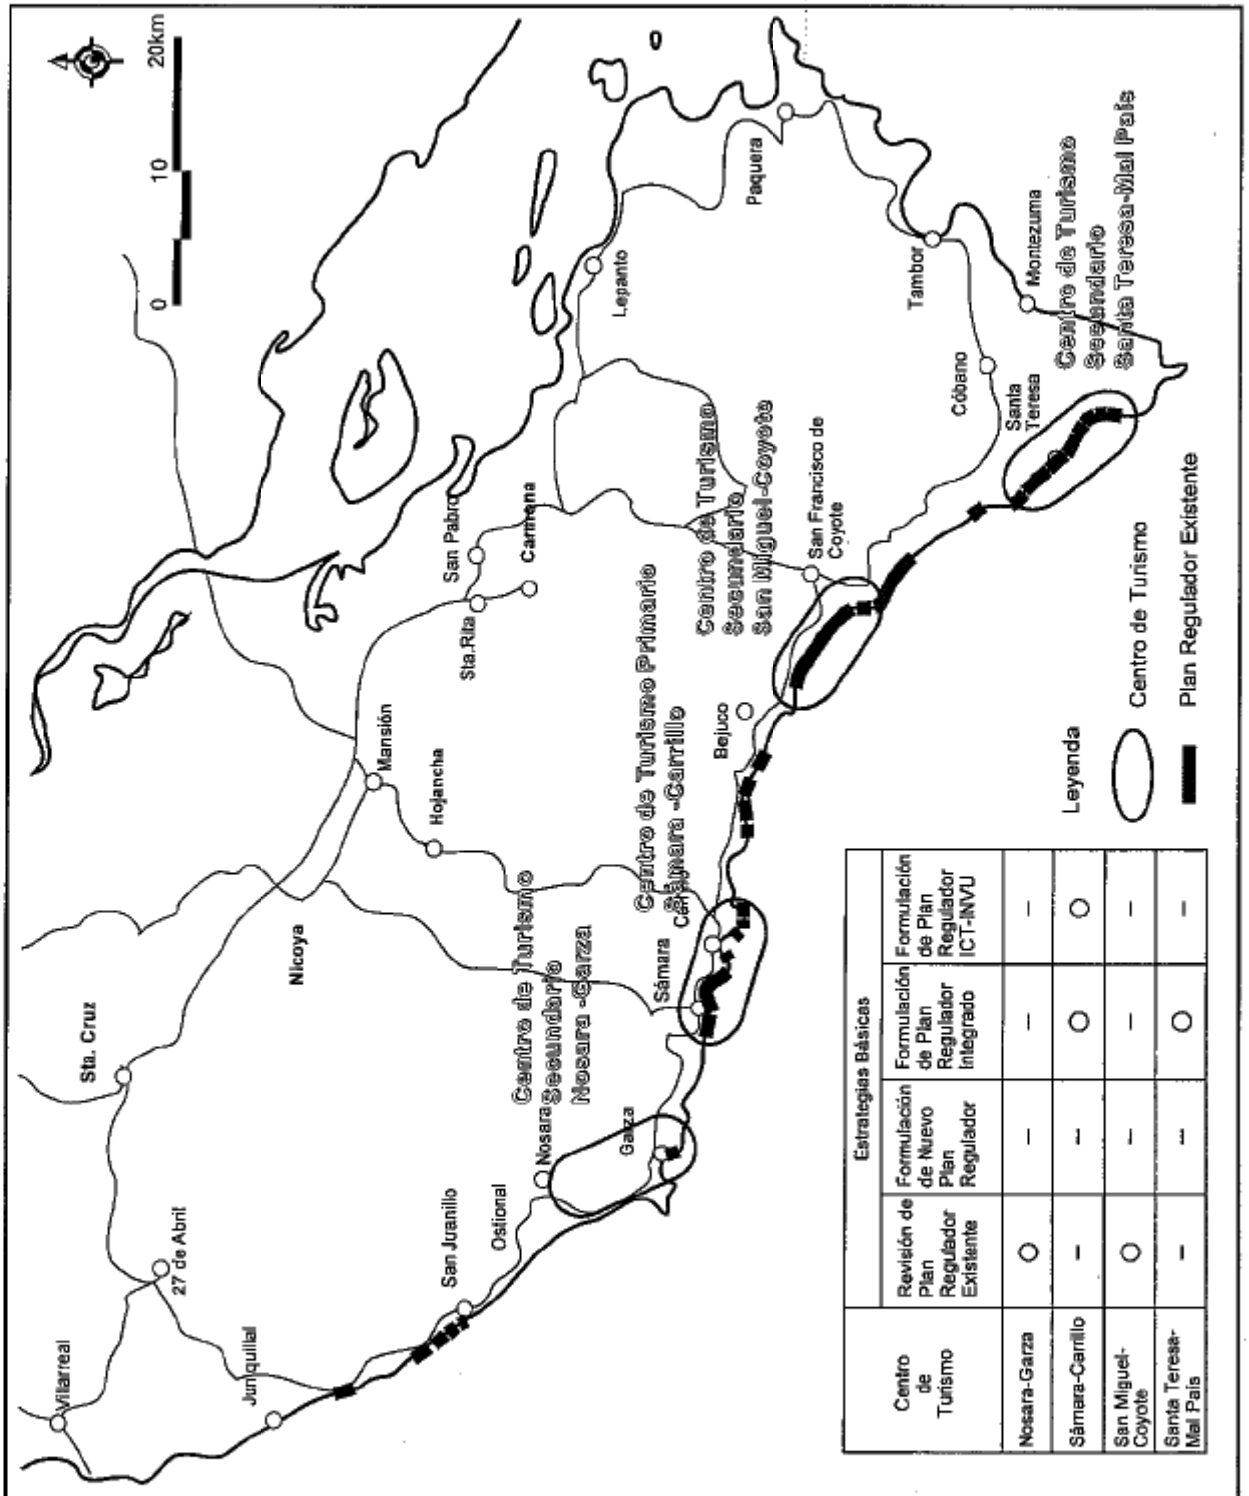 0 10 20km
Villarreal
27 de Abril
Sta. Cruz
Junquillal
San Juanillo
Ostional
Nosara
Garza
Nicoya
Mansión
Hojancha
Sta.Rita
San Pabro
Carmona
Lepanto
Paquera
Tambor
Montezuma
Cóbano
Santa
Teresa
San Francisco de
Coyote
Bejuco
Sámara
Centro de Turismo
Secundario
Nosara -Garza
Centro de Turismo Primario
Sámara -Carrillo
Centro de Turismo
Secundario
San Miguel-Coyote
Centro de Turismo
Secundario
Santa Teresa-Mal País
Leyenda
Centro de Turismo
Plan Regulador Existente
Centro
de
Turismo
Estrategias Básicas
Revisión de
Plan
Regulador
Existente
Formulación
de Nuevo
Plan
Regulador
Formulación
de Plan
Regulador
Integrado
Formulación
de Plan
Regulador
ICT-INVU
Nosara-Garza ○ – – –
Sámara-Carrillo – – ○ ○
San Miguel-
Coyote ○ – – –
Santa Teresa-
Mal País – – ○ –